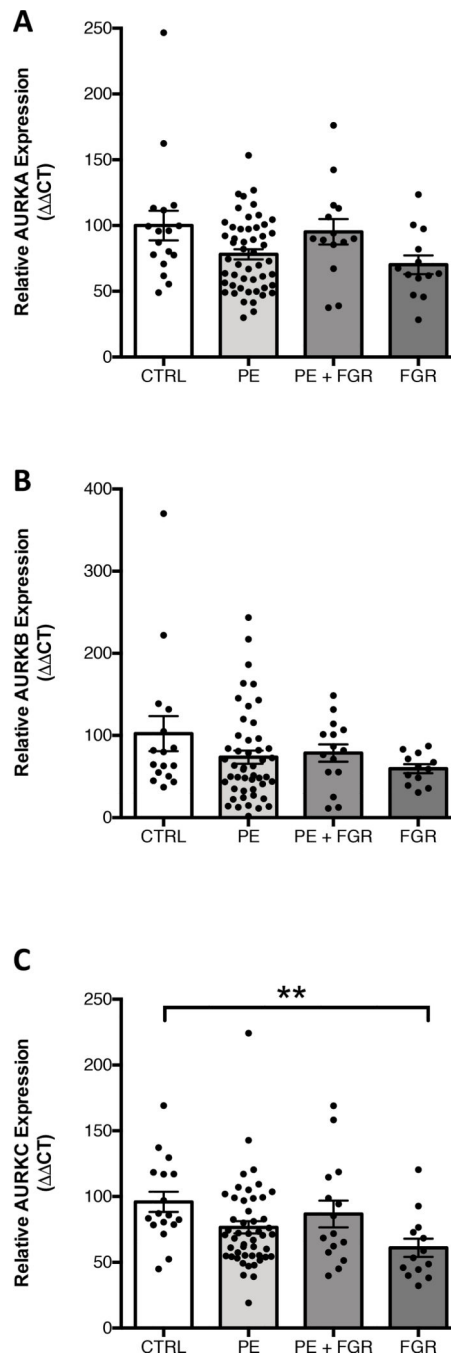 A
Relative AURKA Expression
(ΔΔCT)
250
200
150
100
50
0
CTRL PE PE + FGR FGR
B
Relative AURKB Expression
(ΔΔCT)
400
300
200
100
0
CTRL PE PE + FGR FGR
C
**
Relative AURKC Expression
(ΔΔCT)
250
200
150
100
50
0
CTRL PE PE + FGR FGR